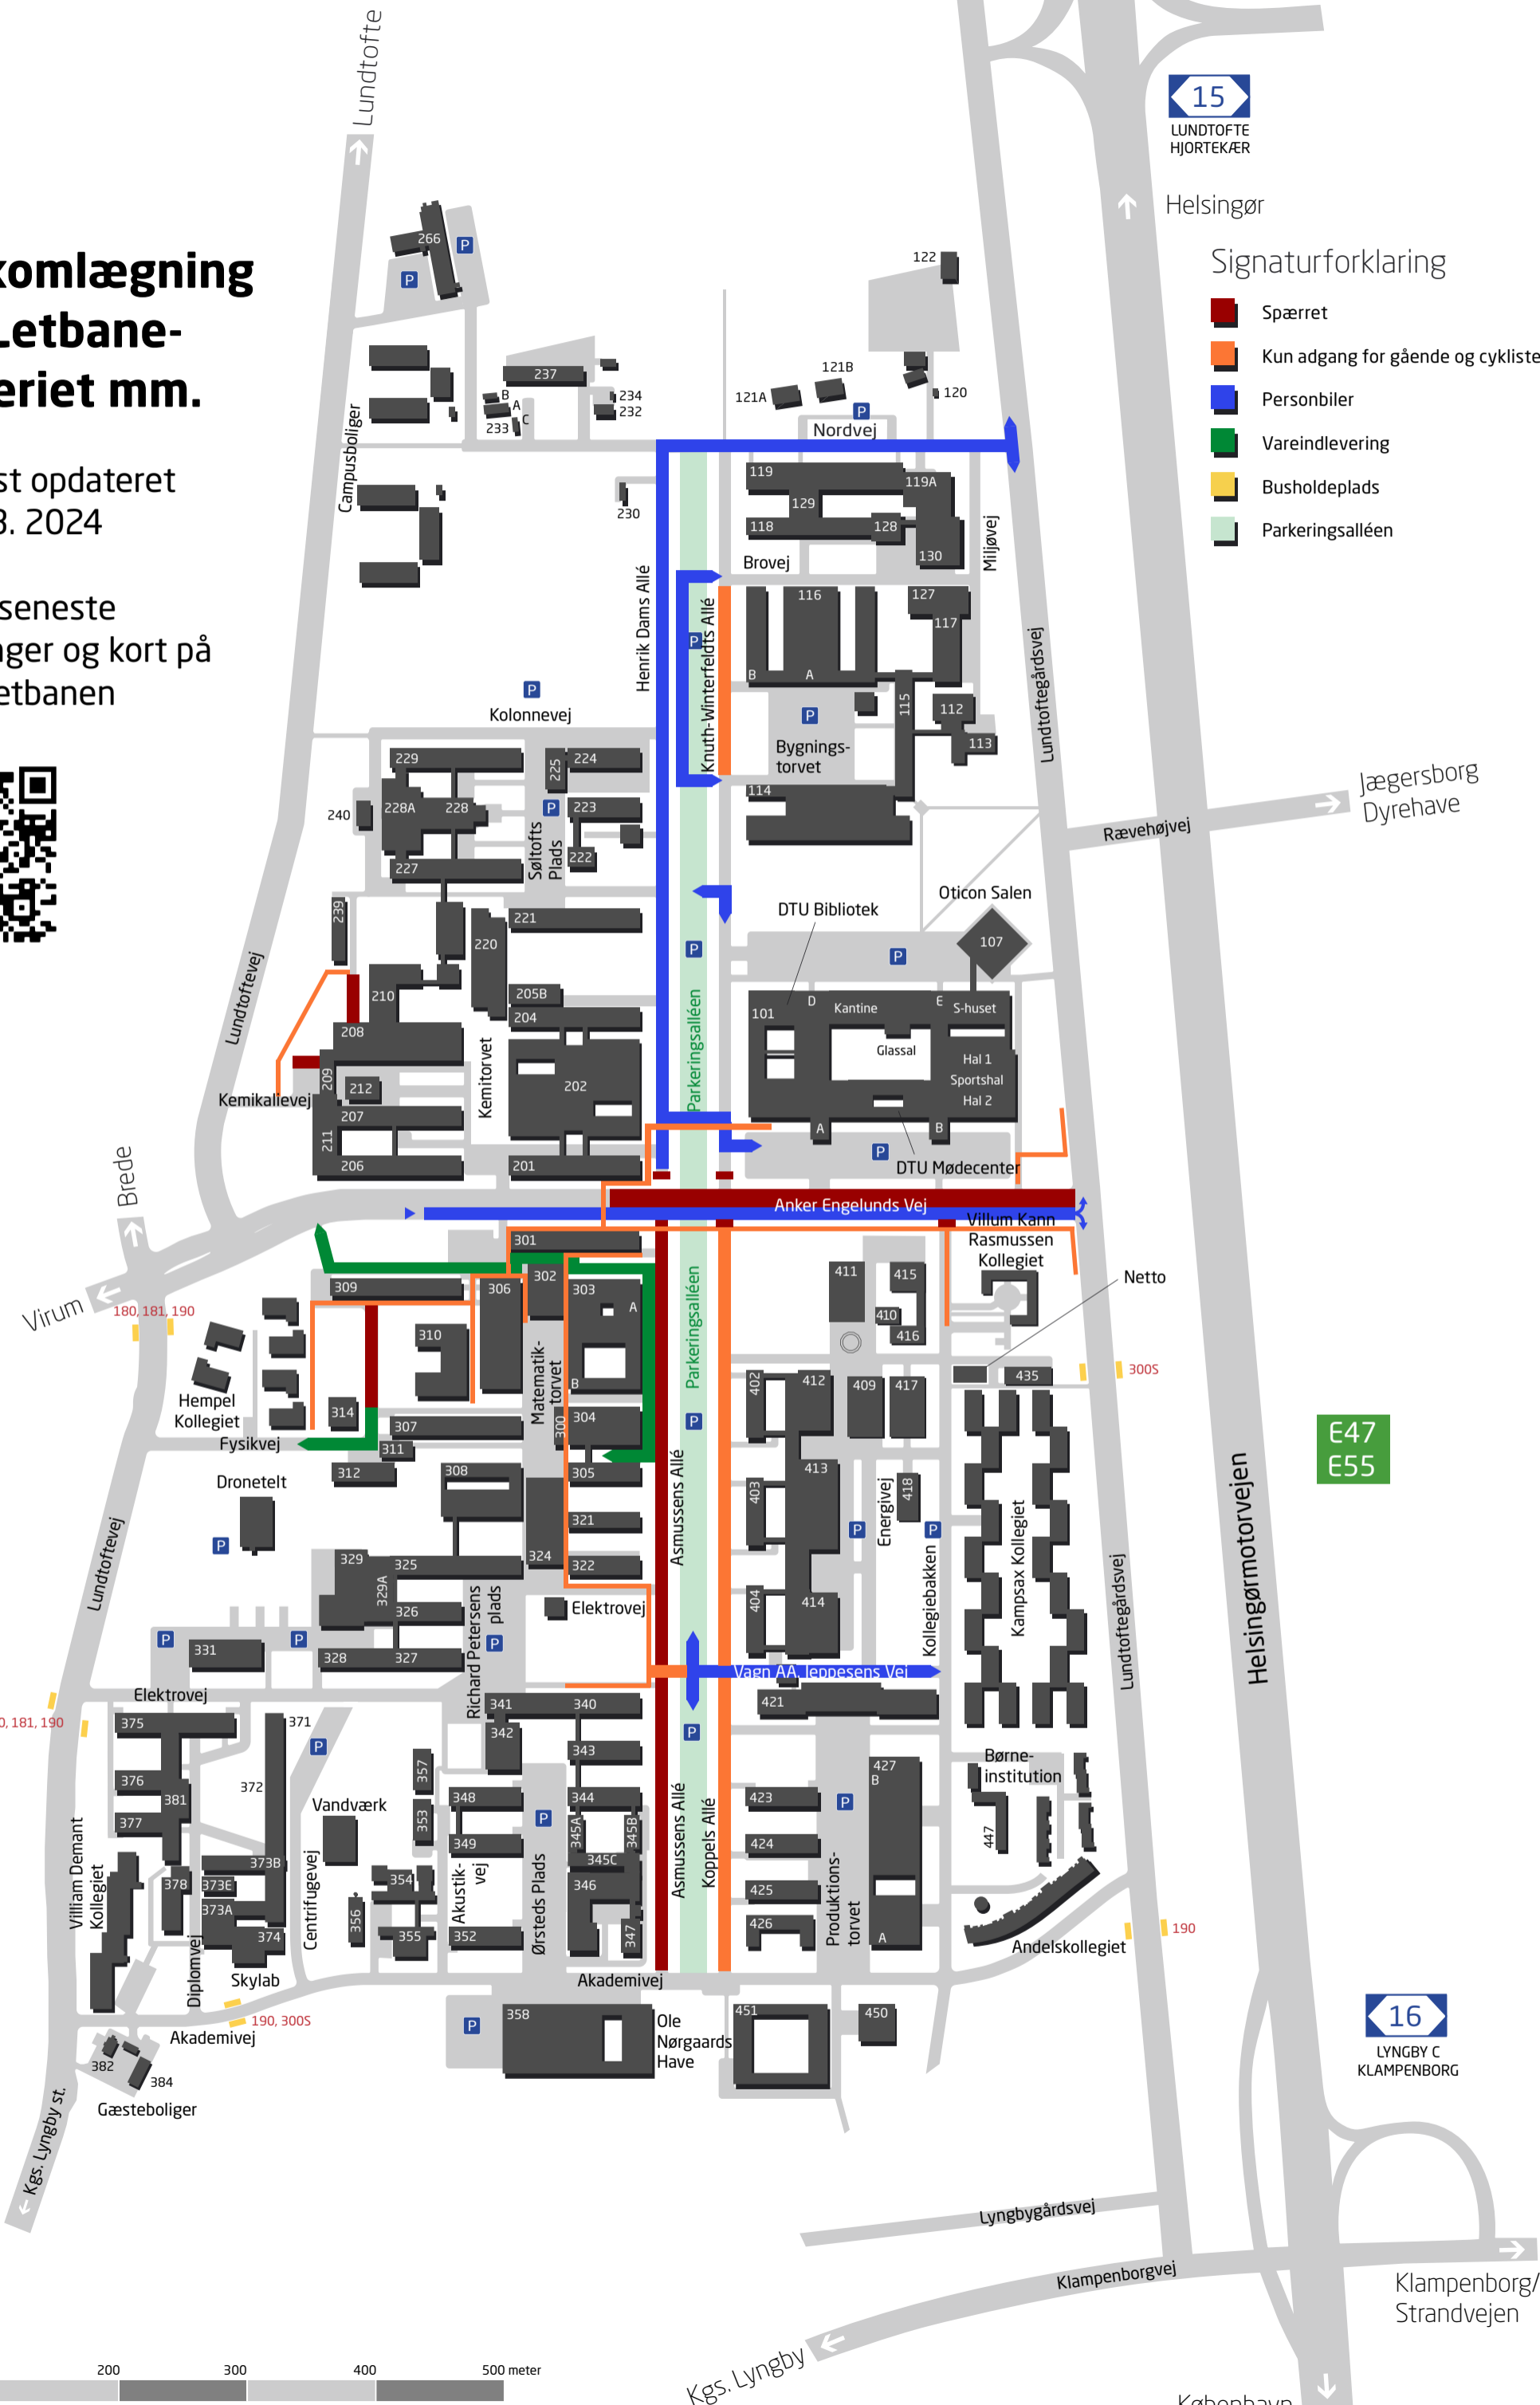 Lundtofte
15
LUNDTOFTE
HJORTEKÆR
Helsingør
komlægning
Letbane-
eriet mm.
st opdateret
3. 2024
seneste
ger og kort på
etbanen
Signaturforklaring
Spærret
Kun adgang for gående og cykliste
Personbiler
Vareindlevering
Busholdeplads
Parkeringsalléen
266
P
P
122
237
B
A
C
233
234
232
121A
121B
120
P
Nordvej
Campusboliger
230
119
119A
129
118
128
130
Miljøvej
Brovej
Henrik Dams Allé
Knuth-Winterfeldts Allé
P
116
127
117
B
A
115
112
113
P
Bygnings-
torvet
114
Lundtoftegårdsvej
P
Kolonnevej
229
225
224
228A
228
240
P
223
222
227
Søltofts
Plads
Jægersborg
Dyrehave
Rævehøjvej
Oticon Salen
107
DTU Bibliotek
P
P
239
221
220
210
205B
204
208
209
212
202
Kemitorvet
207
211
206
201
Kemikalievej
Lundtoftevej
Parkeringsalléen
101
D
Kantine
E
S-huset
Glassal
Hal 1
Sportshal
Hal 2
A
B
P
DTU Mødecenter
Brede
Virum
Anker Engelunds Vej
Villum Kann
Rasmussen
Kollegiet
Netto
180, 181, 190
301
302
303
A
B
306
309
310
314
307
311
312
308
300
304
305
321
322
324
Matematik-
torvet
Hempel
Kollegiet
Fysikvej
Dronetelt
P
Parkeringsalléen
P
Asmussens Allé
411
415
410
416
402
412
409
417
435
300S
403
413
418
404
414
Energivej
P
P
Kollegiebakken
Kampsax Kollegiet
Lundtoftegårdsvej
Helsingørmotorvejen
E47
E55
Lundtoftevej
329
329A
325
326
328
327
331
P
P
Richard Petersens
plads
P
Elektrovej
Vagn AA. Jeppesens Vej
Elektrovej
0, 181, 190
375
376
381
377
371
372
P
341
340
342
343
P
421
357
353
348
349
344
345A
345B
345C
346
347
P
Vandværk
354
356
355
352
Akustik-
vej
Ørsteds Plads
Asmussens Allé
Koppels Allé
423
424
425
426
P
427
B
A
Produktions-
torvet
Børne-
institution
447
Andelskollegiet
190
Villiam Demant
Kollegiet
378
373B
373E
373A
374
Centrifugevej
Diplomvej
Skylab
190, 300S
Akademivej
Akademivej
382
384
Gæsteboliger
Kgs. Lyngby st.
P
358
Ole
Nørgaards
Have
451
450
16
LYNGBY C
KLAMPENBORG
Lyngbygårdsvej
Klampenborgvej
Klampenborg/
Strandvejen
Kgs. Lyngby
København
200
300
400
500 meter